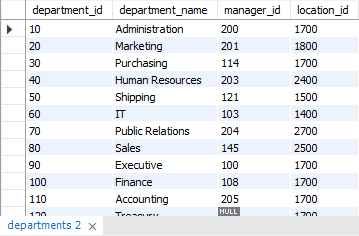 department_id department_name manager_id location_id
10 Administration 200 1700
20 Marketing 201 1800
30 Purchasing 114 1700
40 Human Resources 203 2400
50 Shipping 121 1500
60 IT 103 1400
70 Public Relations 204 2700
80 Sales 145 2500
90 Executive 100 1700
100 Finance 108 1700
110 Accounting 205 1700
120 Treasury NULL 1700
departments 2